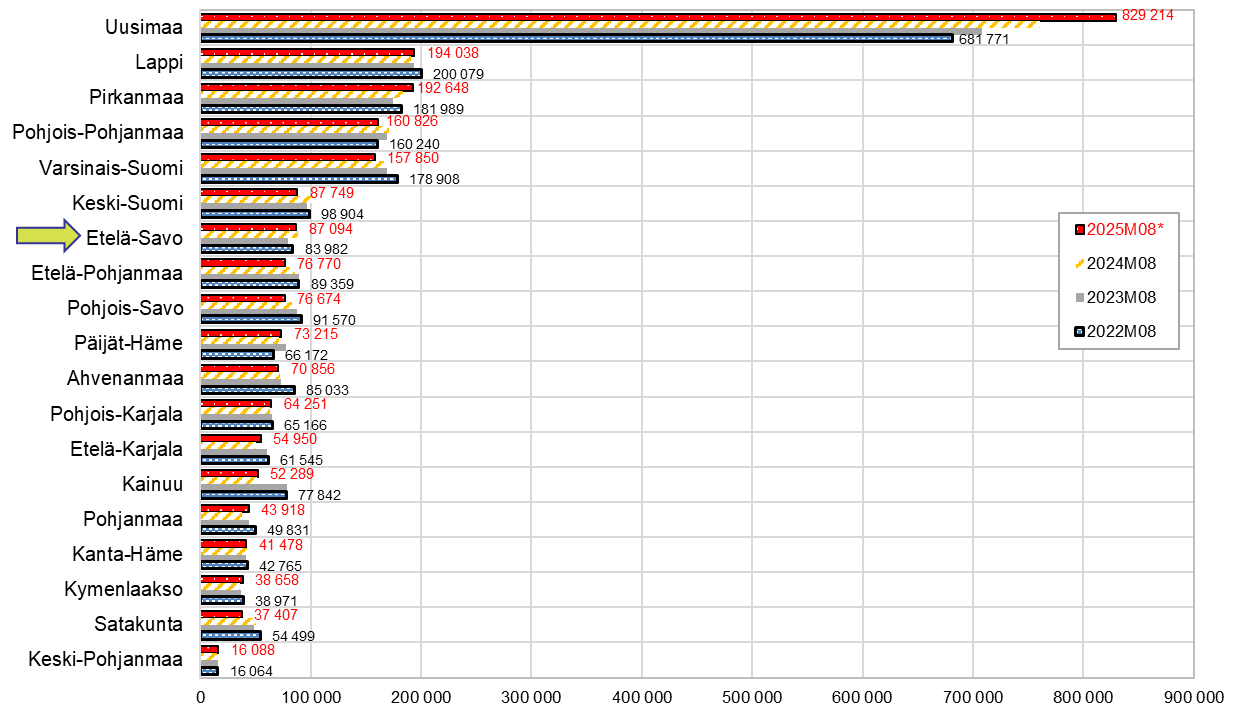 Uusimaa
829 214
681 771
Lappi
194 038
200 079
Pirkanmaa
192 648
181 989
Pohjois-Pohjanmaa
160 826
160 240
Varsinais-Suomi
157 850
178 908
Keski-Suomi
87 749
98 904
Etelä-Savo
87 094
83 982
Etelä-Pohjanmaa
76 770
89 359
Pohjois-Savo
76 674
91 570
Päijät-Häme
73 215
66 172
Ahvenanmaa
70 856
85 033
Pohjois-Karjala
64 251
65 166
Etelä-Karjala
54 950
61 545
Kainuu
52 289
77 842
Pohjanmaa
43 918
49 831
Kanta-Häme
41 478
42 765
Kymenlaakso
38 658
38 971
Satakunta
37 407
54 499
Keski-Pohjanmaa
16 088
16 064
2025M08*
2024M08
2023M08
2022M08
0 100 000 200 000 300 000 400 000 500 000 600 000 700 000 800 000 900 000